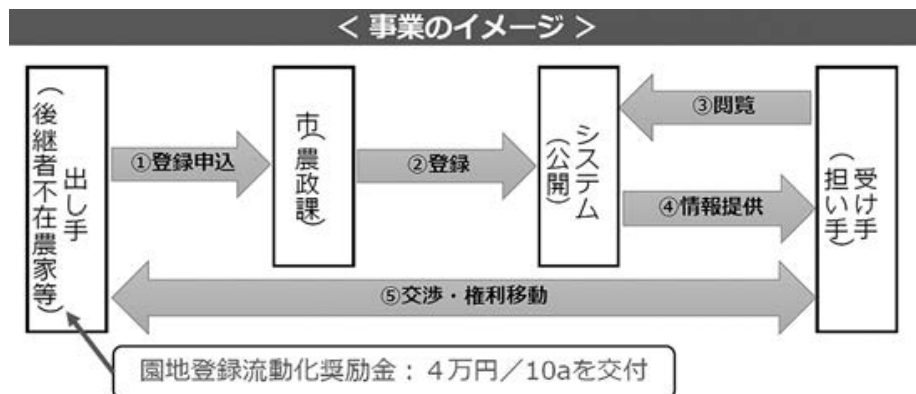 ＜ 事業のイメージ ＞
出し手
（後継者不在農家等）
①登録申込
市（農政課）
②登録
システム
（公開）
③閲覧
④情報提供
受け手
（担い手）
⑤交渉・権利移動
園地登録流動化奨励金：４万円／10aを交付